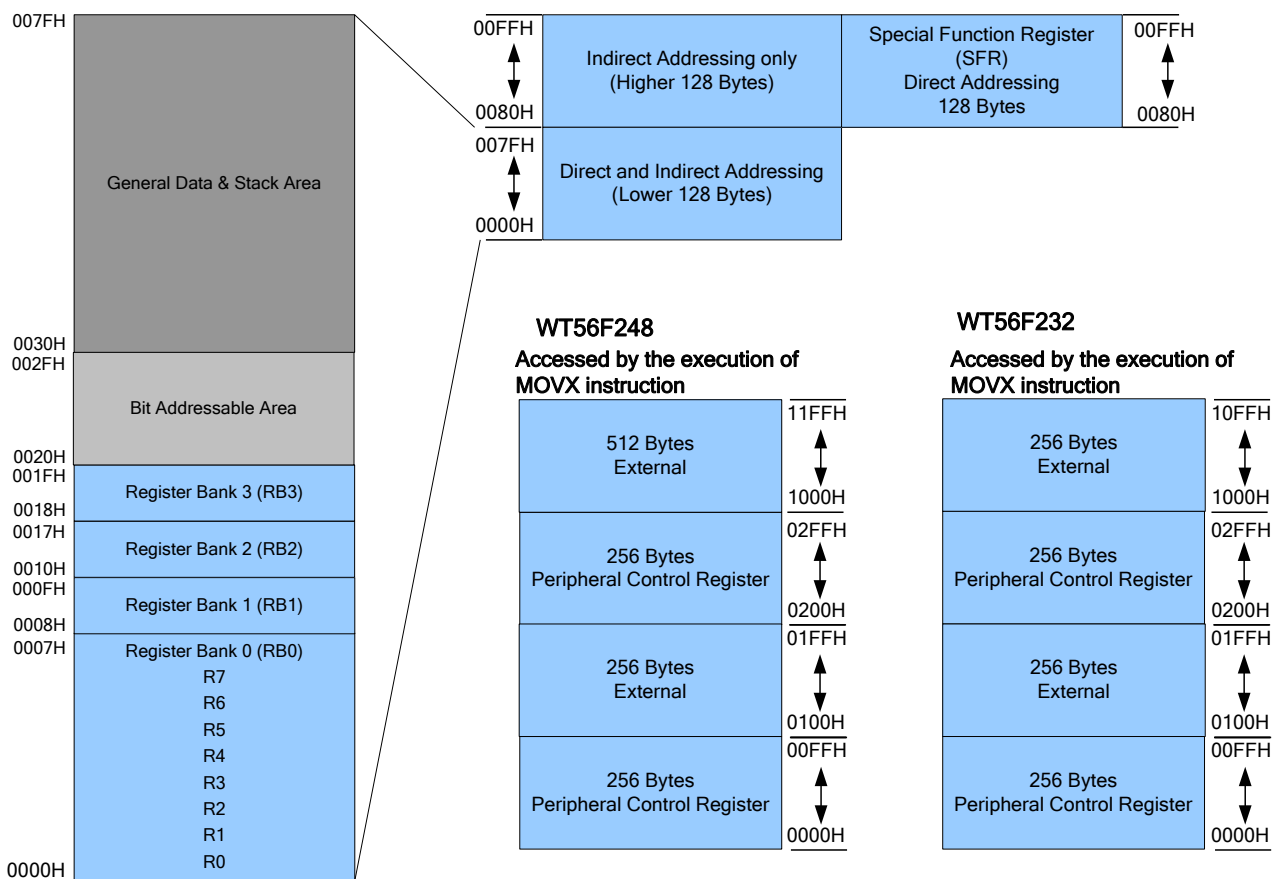 007FH
General Data & Stack Area
0030H
002FH
Bit Addressable Area
0020H
001FH
Register Bank 3 (RB3)
0018H
0017H
Register Bank 2 (RB2)
0010H
000FH
Register Bank 1 (RB1)
0008H
0007H
Register Bank 0 (RB0)
R7
R6
R5
R4
R3
R2
R1
R0
0000H
00FFH
0080H
Indirect Addressing only
(Higher 128 Bytes)
Special Function Register
(SFR)
Direct Addressing
128 Bytes
00FFH
0080H
007FH
0000H
Direct and Indirect Addressing
(Lower 128 Bytes)
WT56F248
Accessed by the execution of
MOVX instruction
512 Bytes
External
11FFH
1000H
256 Bytes
Peripheral Control Register
02FFH
0200H
256 Bytes
External
01FFH
0100H
256 Bytes
Peripheral Control Register
00FFH
0000H
WT56F232
Accessed by the execution of
MOVX instruction
256 Bytes
External
10FFH
1000H
256 Bytes
Peripheral Control Register
02FFH
0200H
256 Bytes
External
01FFH
0100H
256 Bytes
Peripheral Control Register
00FFH
0000H